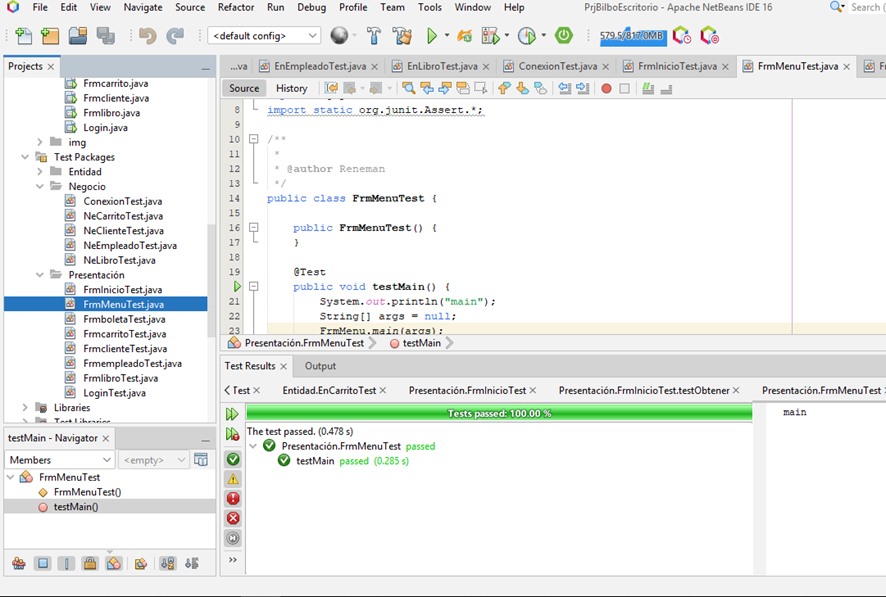 File Edit View Navigate Source Refactor Run Debug Profile Team Tools Window Help PrjBilboEscritorio - Apache NetBeans IDE 16 Search (
<default config> 579.5/817.0MB
Projects
Frmcarrito.java
Frmcliente.java
Frmlibro.java
Login.java
img
Test Packages
Entidad
Negocio
ConexionTest.java
NeCarritoTest.java
NeClienteTest.java
NeEmpleadoTest.java
NeLibroTest.java
Presentación
FrmInicioTest.java
FrmMenuTest.java
FrmboletaTest.java
FrmcarritoTest.java
FrmclienteTest.java
FrmempleadoTest.java
FrmlibroTest.java
LoginTest.java
Libraries
Test Libraries
testMain - Navigator
Members <empty>
FrmMenuTest
FrmMenuTest()
testMain()
...va EnEmpleadoTest.java EnLibroTest.java ConexionTest.java FrmInicioTest.java FrmMenuTest.java
Source History
8 import static org.junit.Assert.*;
9
10 /**
11 *
12 * @author Reneman
13 */
14 public class FrmMenuTest {
15
16 public FrmMenuTest() {
17 }
18
19 @Test
public void testMain() {
21 System.out.println("main");
22 String[] args = null;
23 FrmMenu.main(args);
Presentación.FrmMenuTest testMain
Test Results Output
Test Entidad.EnCarritoTest Presentación.FrmInicioTest Presentación.FrmInicioTest.testObtener Presentación.FrmMenuTest
Tests passed: 100.00 %
The test passed. (0.478 s)
Presentación.FrmMenuTest passed
testMain passed (0.285 s)
main